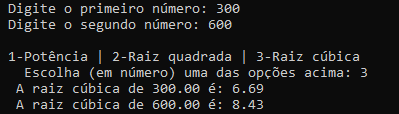 Digite o primeiro número: 300
Digite o segundo número: 600
1-Potência | 2-Raiz quadrada | 3-Raiz cúbica
Escolha (em número) uma das opções acima: 3
A raiz cúbica de 300.00 é: 6.69
A raiz cúbica de 600.00 é: 8.43